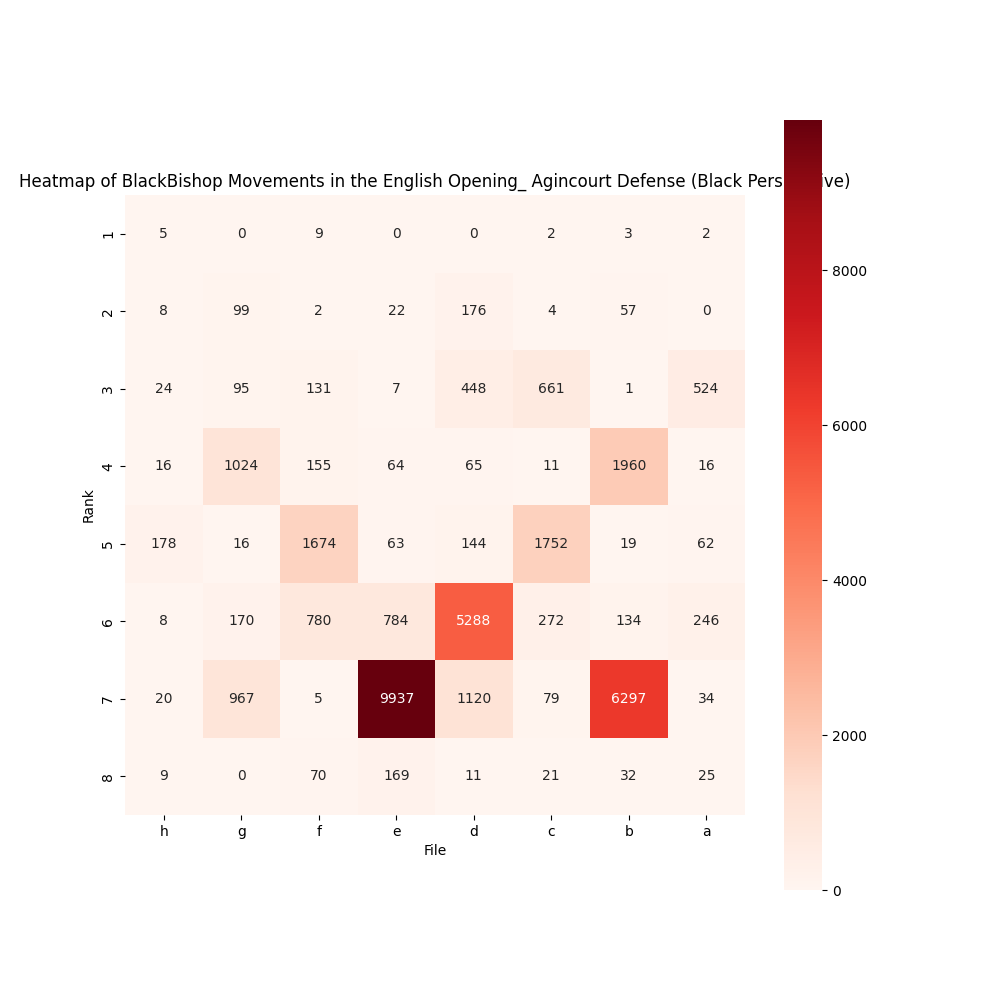 Heatmap of BlackBishop Movements in the English Opening_ Agincourt Defense (Black Pers ive)
1 5 0 9 0 0 2 3 2
2 8 99 2 22 176 4 57 0
3 24 95 131 7 448 661 1 524
4 16 1024 155 64 65 11 1960 16
5 178 16 1674 63 144 1752 19 62
6 8 170 780 784 5288 272 134 246
7 20 967 5 9937 1120 79 6297 34
8 9 0 70 169 11 21 32 25
h g f e d c b a
File
Rank
8000
6000
4000
2000
0